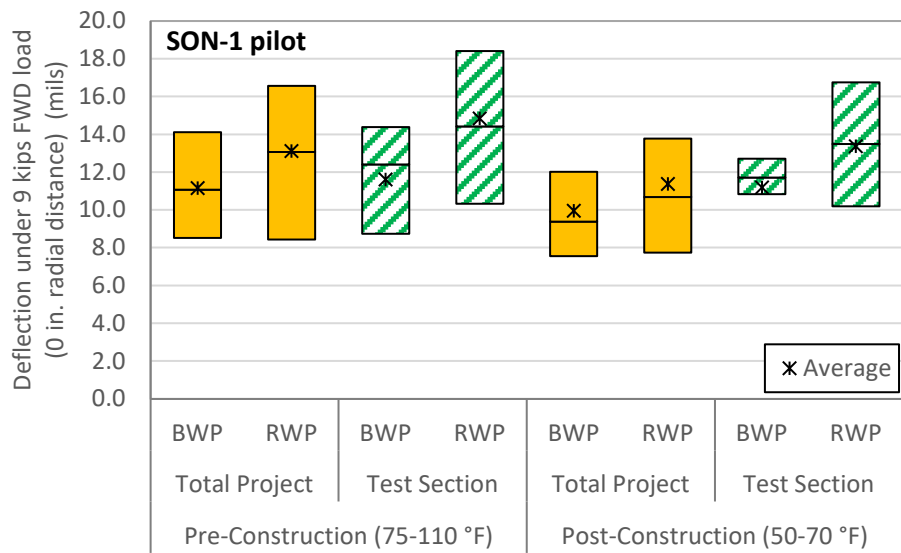 SON-1 pilot
Deflection under 9 kips FWD load
(0 in. radial distance) (mils)
20.0
18.0
16.0
14.0
12.0
10.0
8.0
6.0
4.0
2.0
0.0
Average
BWP RWP BWP RWP BWP RWP BWP RWP
Total Project Test Section Total Project Test Section
Pre-Construction (75-110 °F) Post-Construction (50-70 °F)